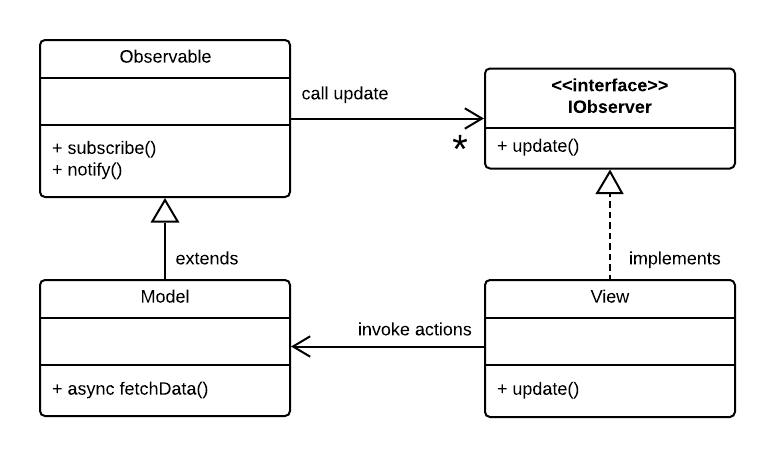 Observable
+ subscribe()
+ notify()
call update
*
<<interface>>
IObserver
+ update()
extends
implements
Model
+ async fetchData()
invoke actions
View
+ update()